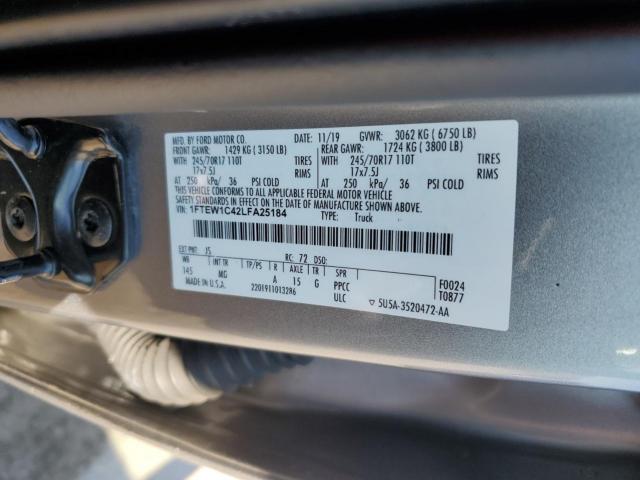 MFD. BY FORD MOTOR CO. 11/19 GVWR: 3062 KG ( 6750 LB)
FRONT GAWR: 1429 KG ( 3150 LB) REAR GAWR: 1724 KG ( 3800 LB)
245/70R17 110T TIRES 245/70R17 110T TIRES
17x7.5J RIMS 17x7.5J RIMS
AT 250 kPa/ 36 PSI COLD AT 250 kPa/ 36 PSI COLD
THIS VEHICLE CONFORMS TO ALL APPLICABLE FEDERAL MOTOR VEHICLE
SAFETY STANDARDS IN EFFECT ON THE DATE OF MANUFACTURE SHOWN ABOVE.
VIN: 1FTEW1C42LFA25184 TYPE: Truck
EXT PNT: JS RC: 72 DSO:
WB INT TR TP/PS R AXLE TR SPR F0024
145 MG A 15 G PPCC T0877
ULC
MADE IN U.S.A. 22019110132R6 ▽ 5U5A-3520472-AA